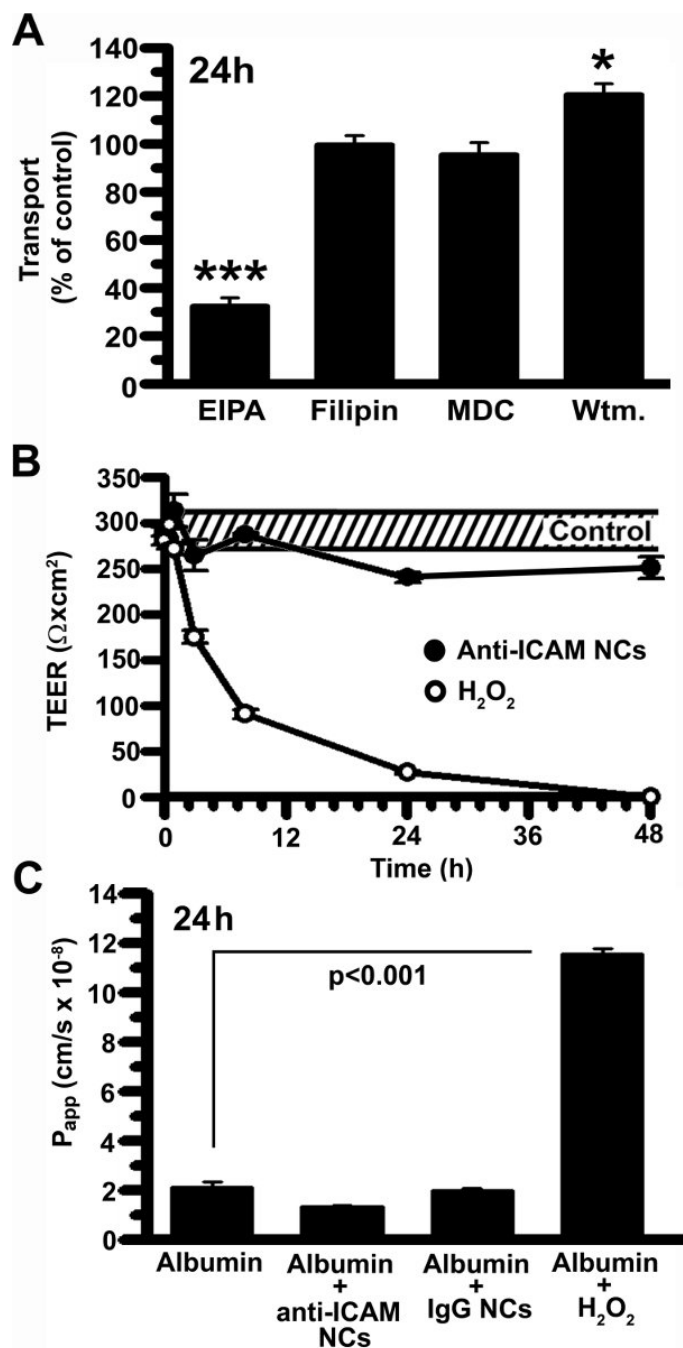 A
24h
Transport
(% of control)
140
120
100
80
60
40
20
0
***
*
EIPA Filipin MDC Wtm.
B
TEER (Ωxcm²)
350
300
250
200
150
100
50
0
Control
Anti-ICAM NCs
H₂O₂
0 12 24 36 48
Time (h)
C
24h
Papp (cm/s x 10⁻⁸)
14
12
10
8
6
4
2
0
p<0.001
Albumin
Albumin
+
anti-ICAM
NCs
Albumin
+
IgG NCs
Albumin
+
H₂O₂